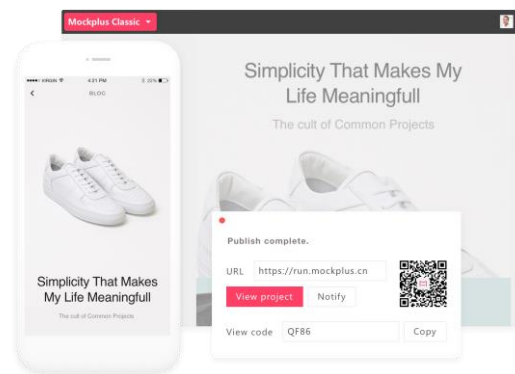 Mockplus Classic
VIRGIN
4:21 PM
22%
BLOG
Simplicity That Makes
My Life Meaningfull
The cult of Common Projects
Simplicity That Makes My
Life Meaningfull
The cult of Common Projects
Publish complete.
URL https://run.mockplus.cn
View project Notify
View code QF86 Copy